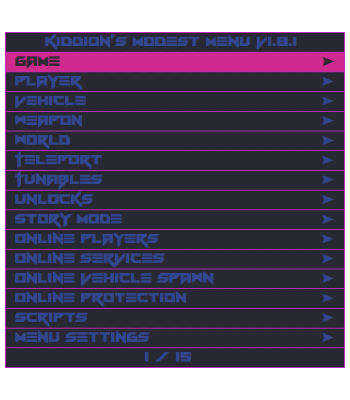 Kiddion's modest menu v1.8.1
Game
Player
Vehicle
Weapon
World
Teleport
Tunables
Unlocks
Story Mode
Online Players
Online Services
Online Vehicle Spawn
Online Protection
Scripts
Menu Settings
1 / 15